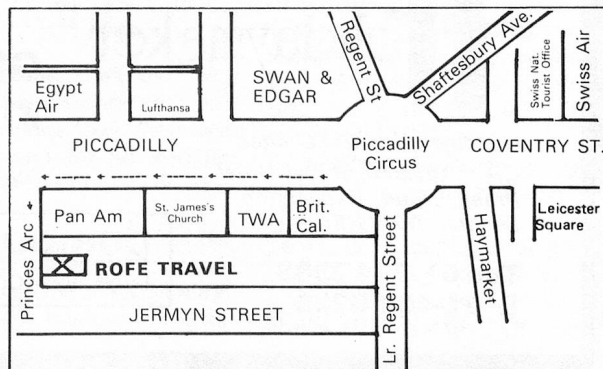 Regent St
Shaftesbury Ave.
Egypt
Air
Lufthansa
SWAN &
EDGAR
Swiss Nat.
Tourist Office
Swiss Air
PICCADILLY
Piccadilly
Circus
COVENTRY ST.
Princes Arc
Pan Am
St. James's
Church
TWA
Brit.
Cal.
Leicester
Square
Haymarket
Lr. Regent Street
X ROFE TRAVEL
JERMYN STREET